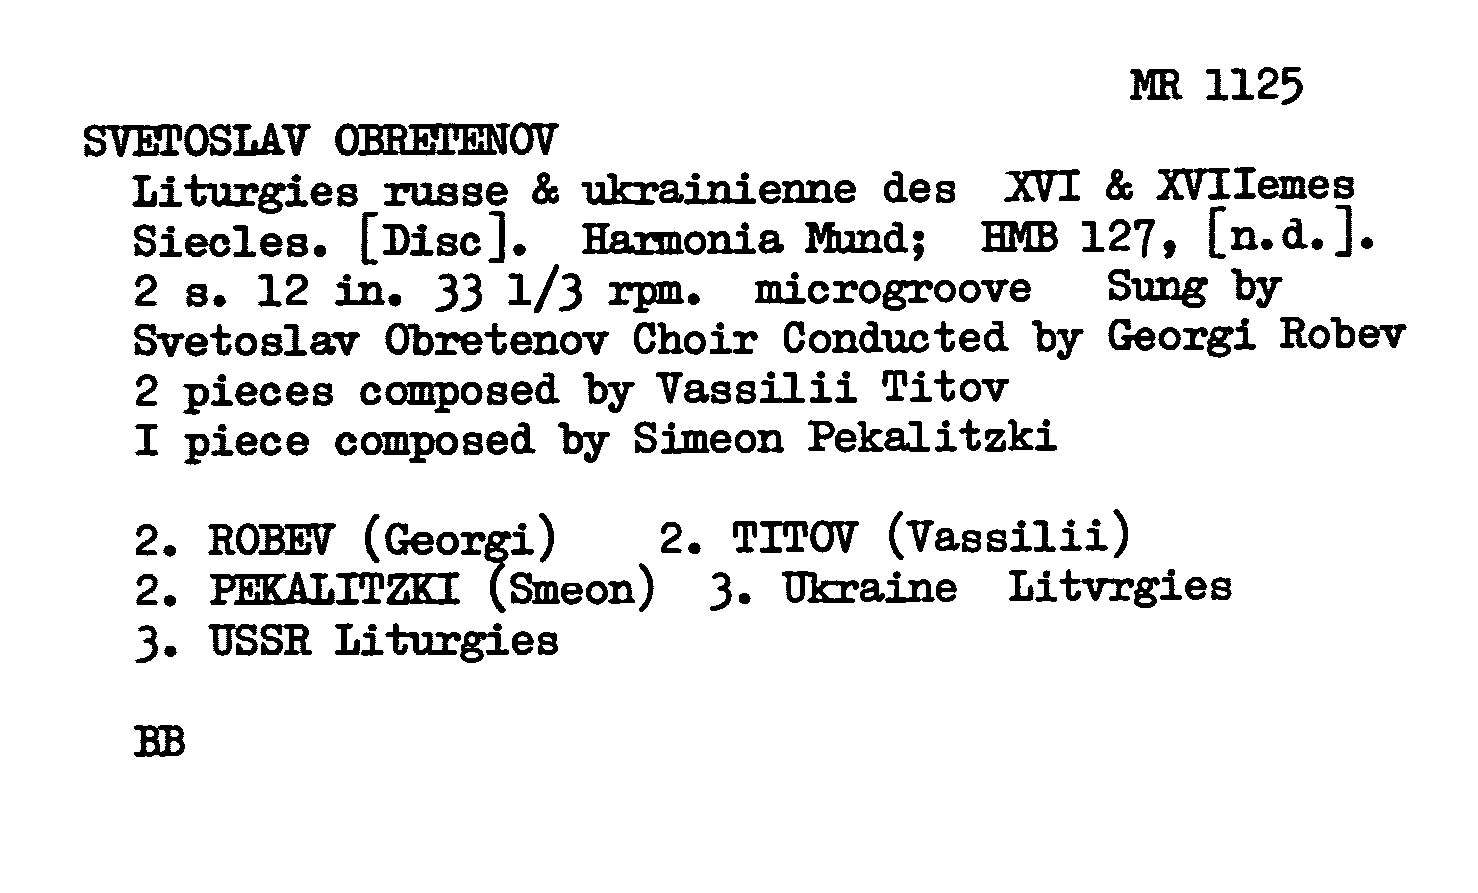 MR 1125
SVETOSLAV OBRETENOV
Liturgies russe & ukrainienne des XVI & XVIIemes
Siecles. [Disc]. Harmonia Mund; HMB 127, [n.d.].
2 s. 12 in. 33 1/3 rpm. microgroove Sung by
Svetoslav Obretenov Choir Conducted by Georgi Robev
2 pieces composed by Vassilii Titov
I piece composed by Simeon Pekalitzki
2. ROBEV (Georgi) 2. TITOV (Vassilii)
2. PEKALITZKI (Smeon) 3. Ukraine Litvrgies
3. USSR Liturgies
BB